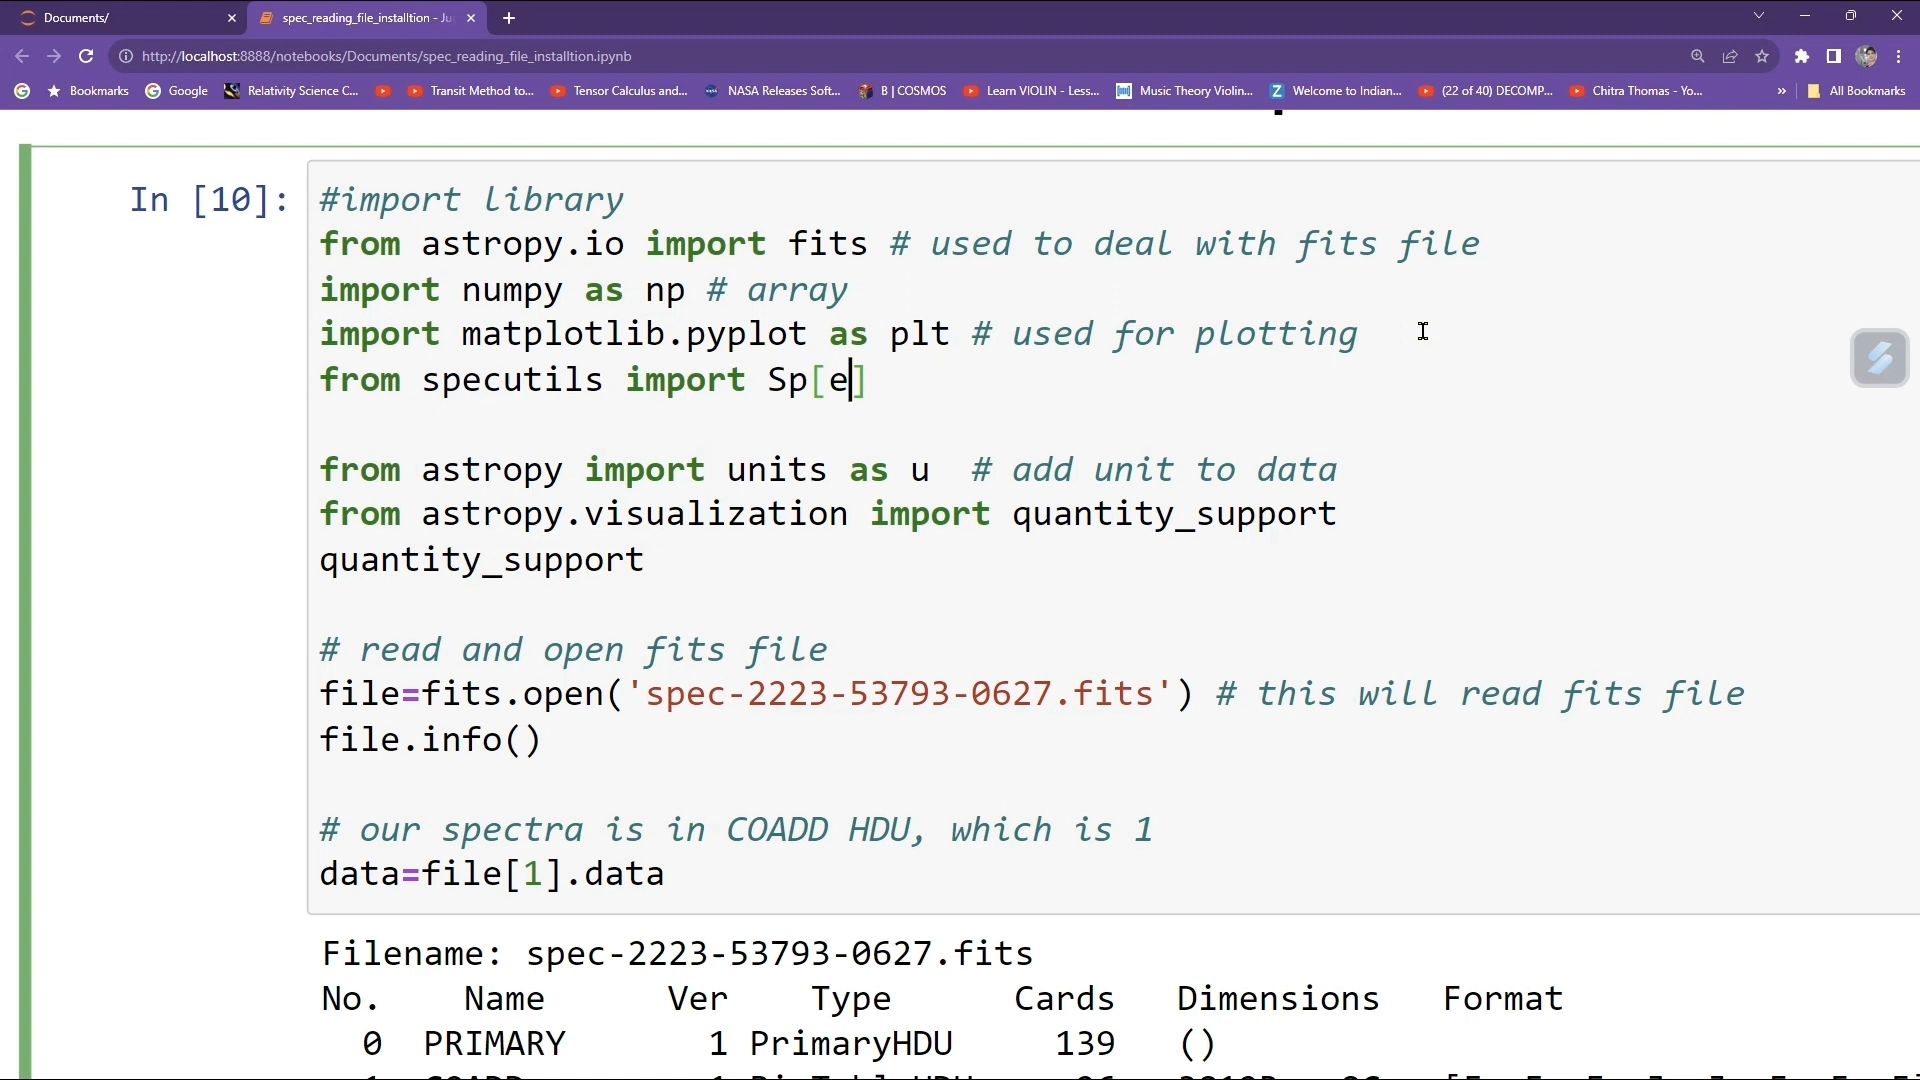 Documents/
spec_reading_file_installtion - Ju
http://localhost:8888/notebooks/Documents/spec_reading_file_installtion.ipynb
Bookmarks
Google
Relativity Science C...
Transit Method to...
Tensor Calculus and...
NASA Releases Soft...
B | COSMOS
Learn VIOLIN - Less...
Music Theory Violin...
Welcome to Indian...
(22 of 40) DECOMP...
Chitra Thomas - Yo...
»
All Bookmarks
In [10]:
#import library
from astropy.io import fits # used to deal with fits file
import numpy as np # array
import matplotlib.pyplot as plt # used for plotting
from specutils import Sp[e]
from astropy import units as u  # add unit to data
from astropy.visualization import quantity_support
quantity_support
# read and open fits file
file=fits.open('spec-2223-53793-0627.fits') # this will read fits file
file.info()
# our spectra is in COADD HDU, which is 1
data=file[1].data
Filename: spec-2223-53793-0627.fits
No.    Name      Ver    Type      Cards   Dimensions   Format
0  PRIMARY       1 PrimaryHDU     139   ()